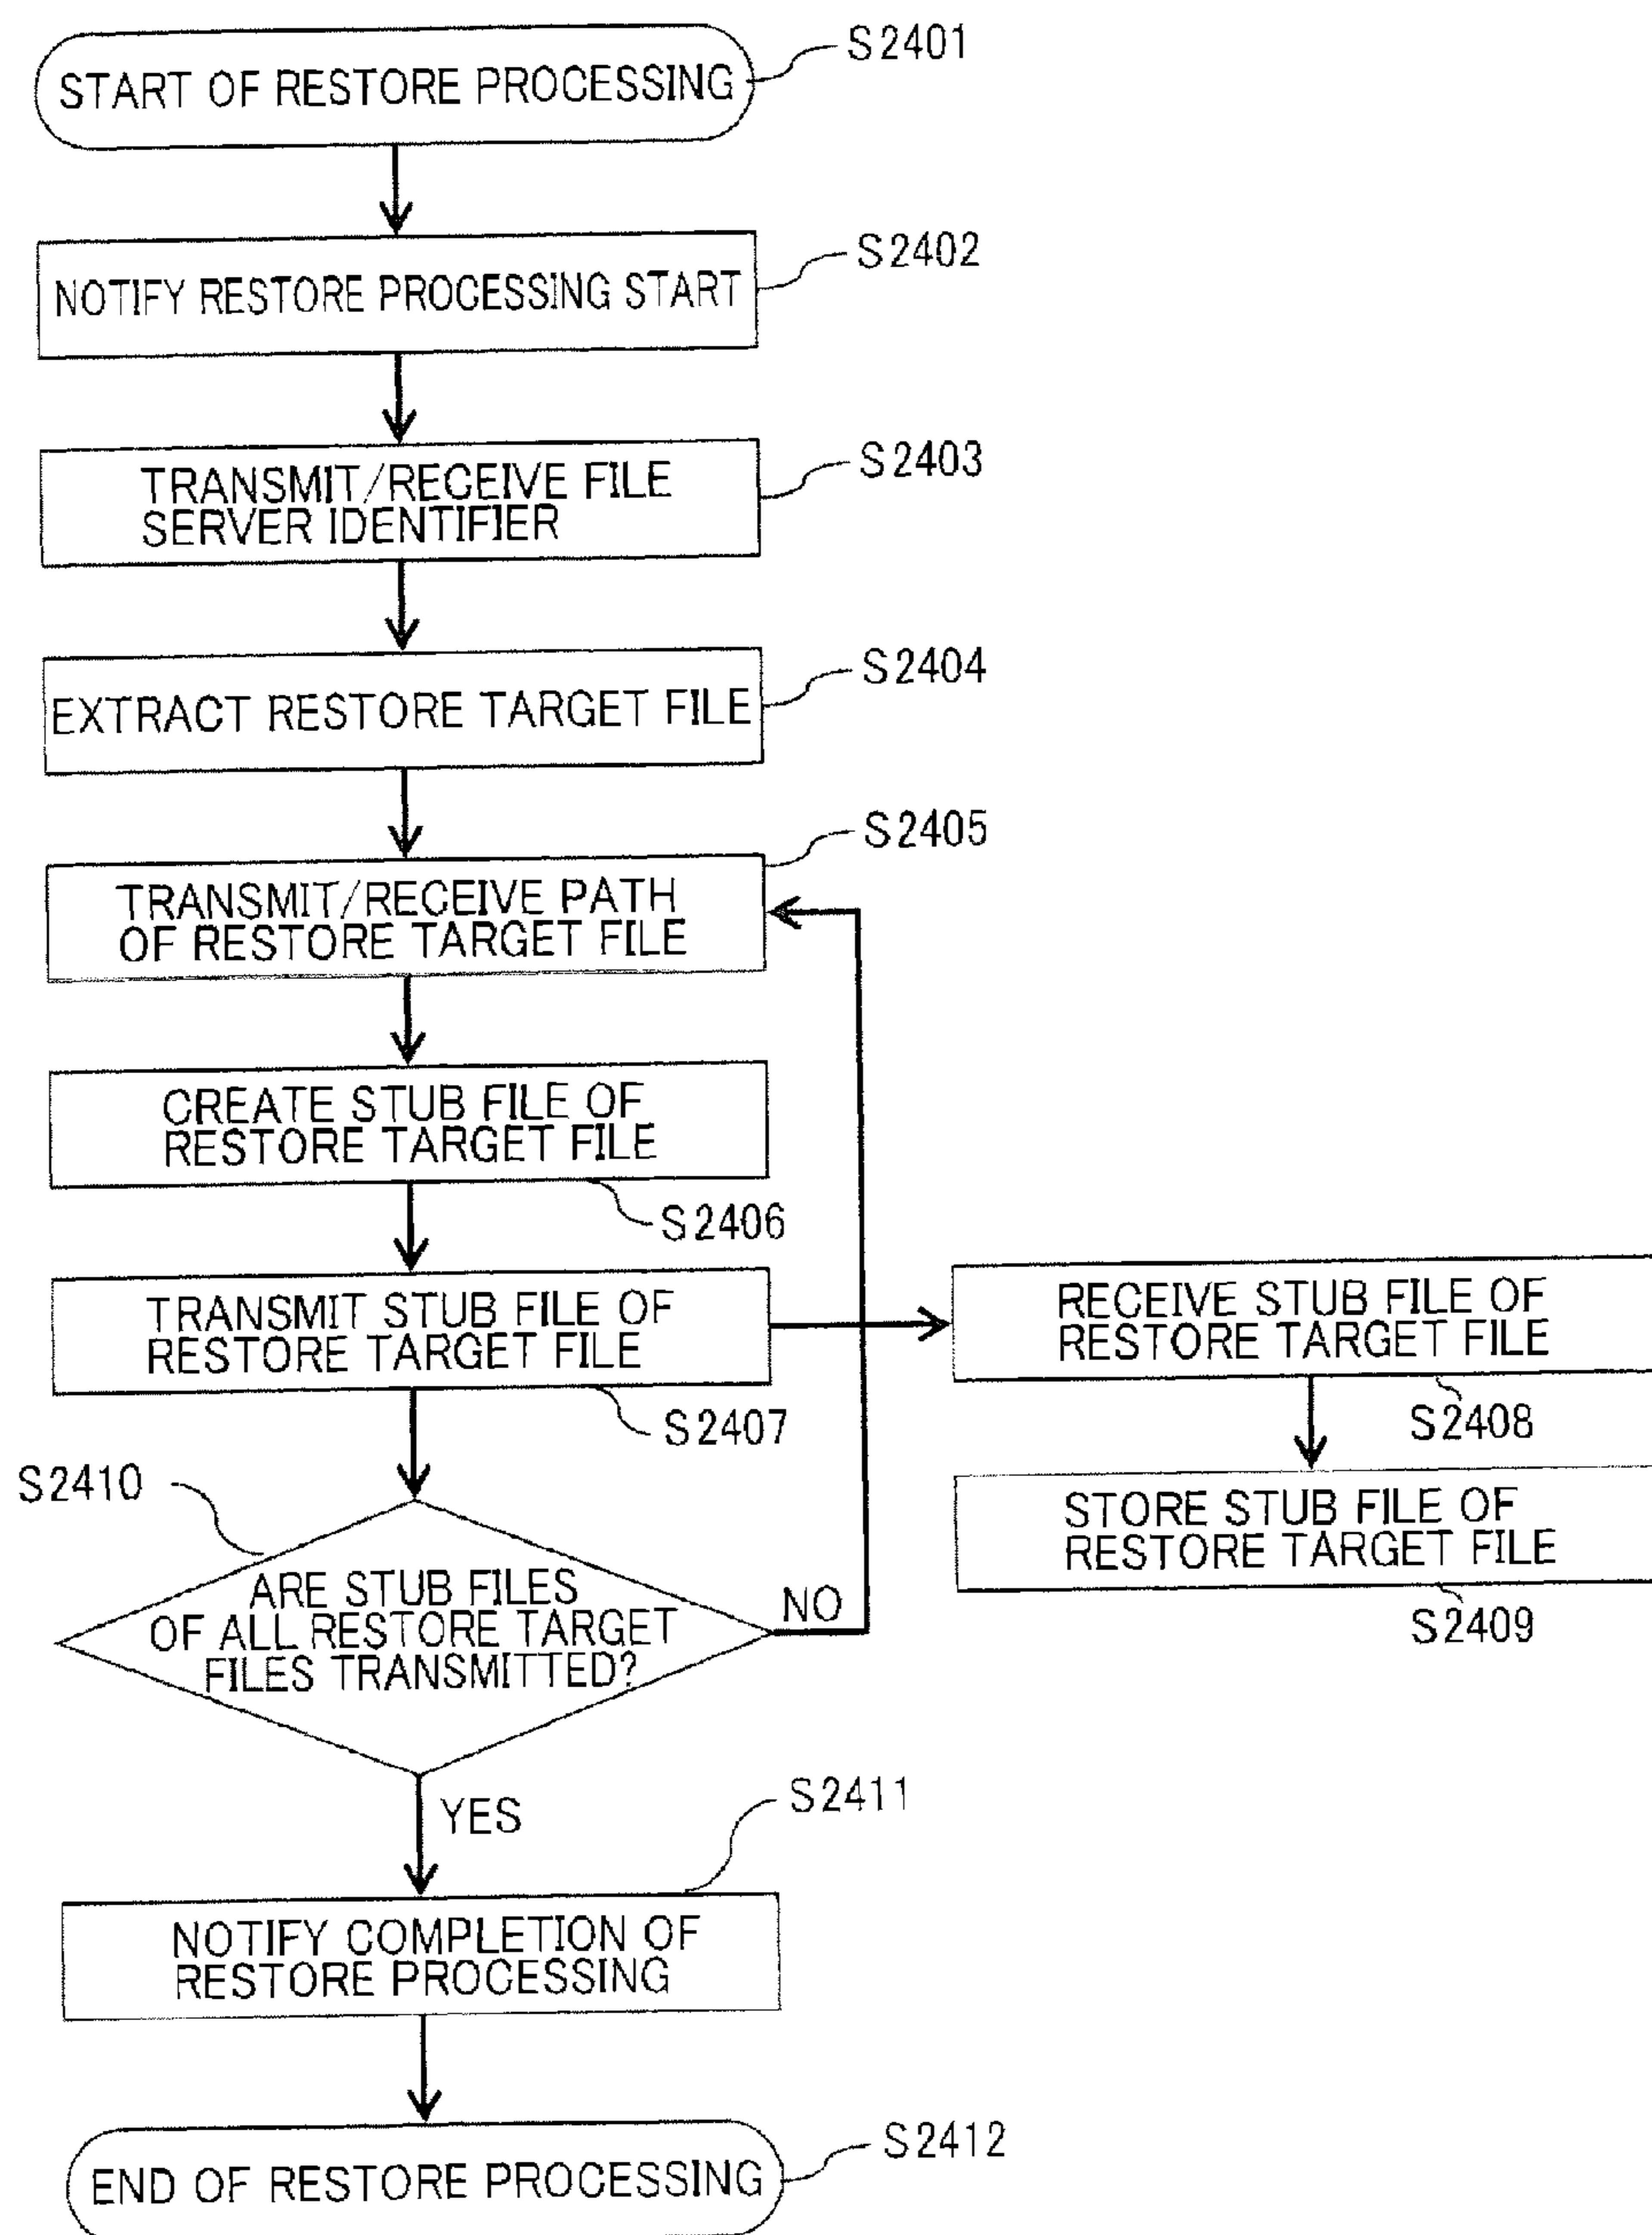 START OF RESTORE PROCESSING
S2401
NOTIFY RESTORE PROCESSING START
S2402
TRANSMIT/RECEIVE FILE
SERVER IDENTIFIER
S2403
EXTRACT RESTORE TARGET FILE
S2404
TRANSMIT/RECEIVE PATH
OF RESTORE TARGET FILE
S2405
CREATE STUB FILE OF
RESTORE TARGET FILE
S2406
TRANSMIT STUB FILE OF
RESTORE TARGET FILE
S2407
RECEIVE STUB FILE OF
RESTORE TARGET FILE
S2408
STORE STUB FILE OF
RESTORE TARGET FILE
S2409
S2410
ARE STUB FILES
OF ALL RESTORE TARGET
FILES TRANSMITTED?
NO
YES
S2411
NOTIFY COMPLETION OF
RESTORE PROCESSING
END OF RESTORE PROCESSING
S2412